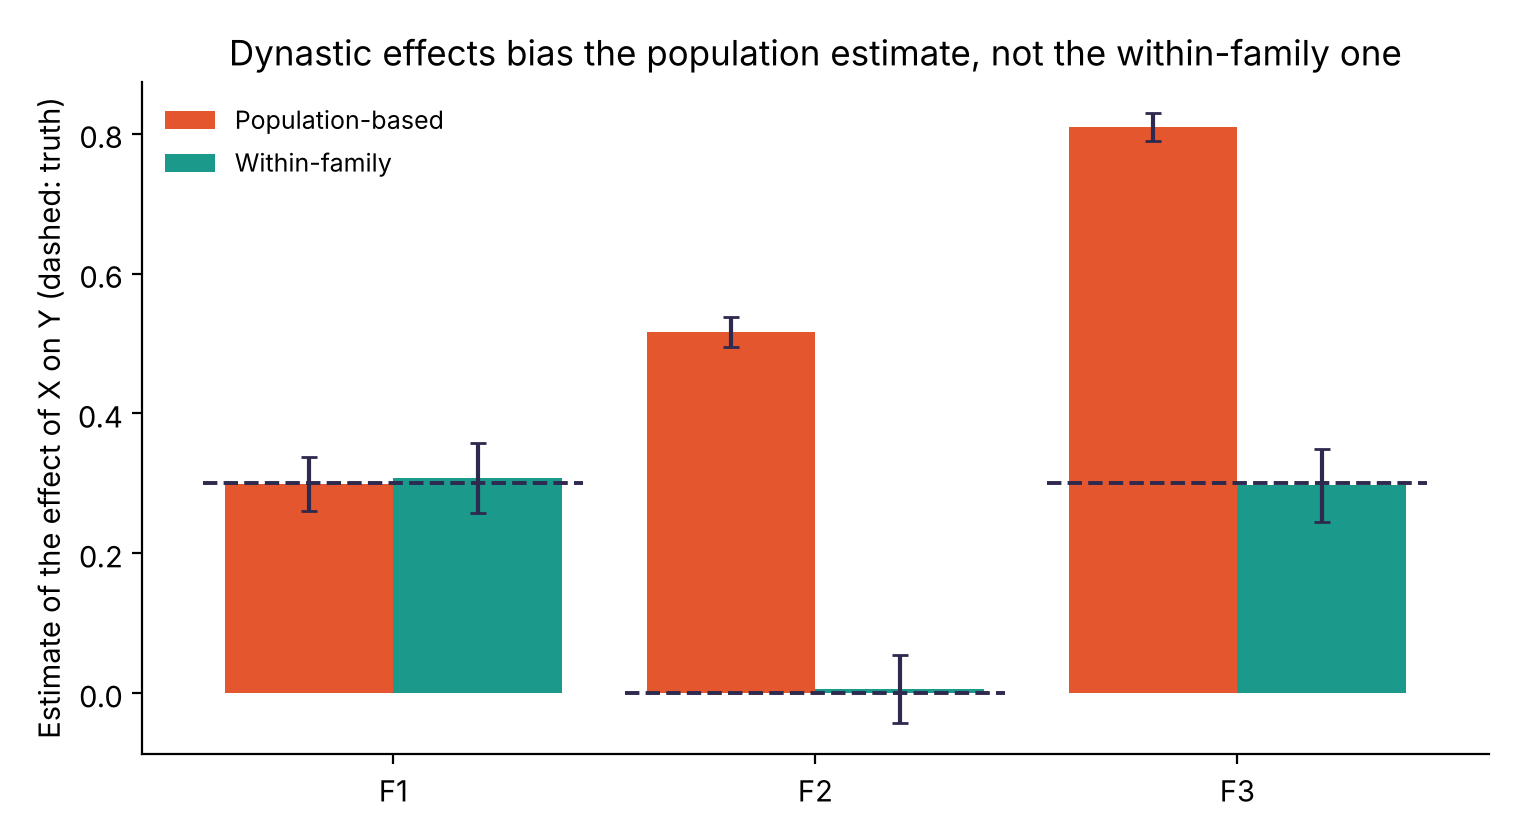 Dynastic effects bias the population estimate, not the within-family one
Population-based
Within-family
Estimate of the effect of X on Y (dashed: truth)
0.8
0.6
0.4
0.2
0.0
F1
F2
F3